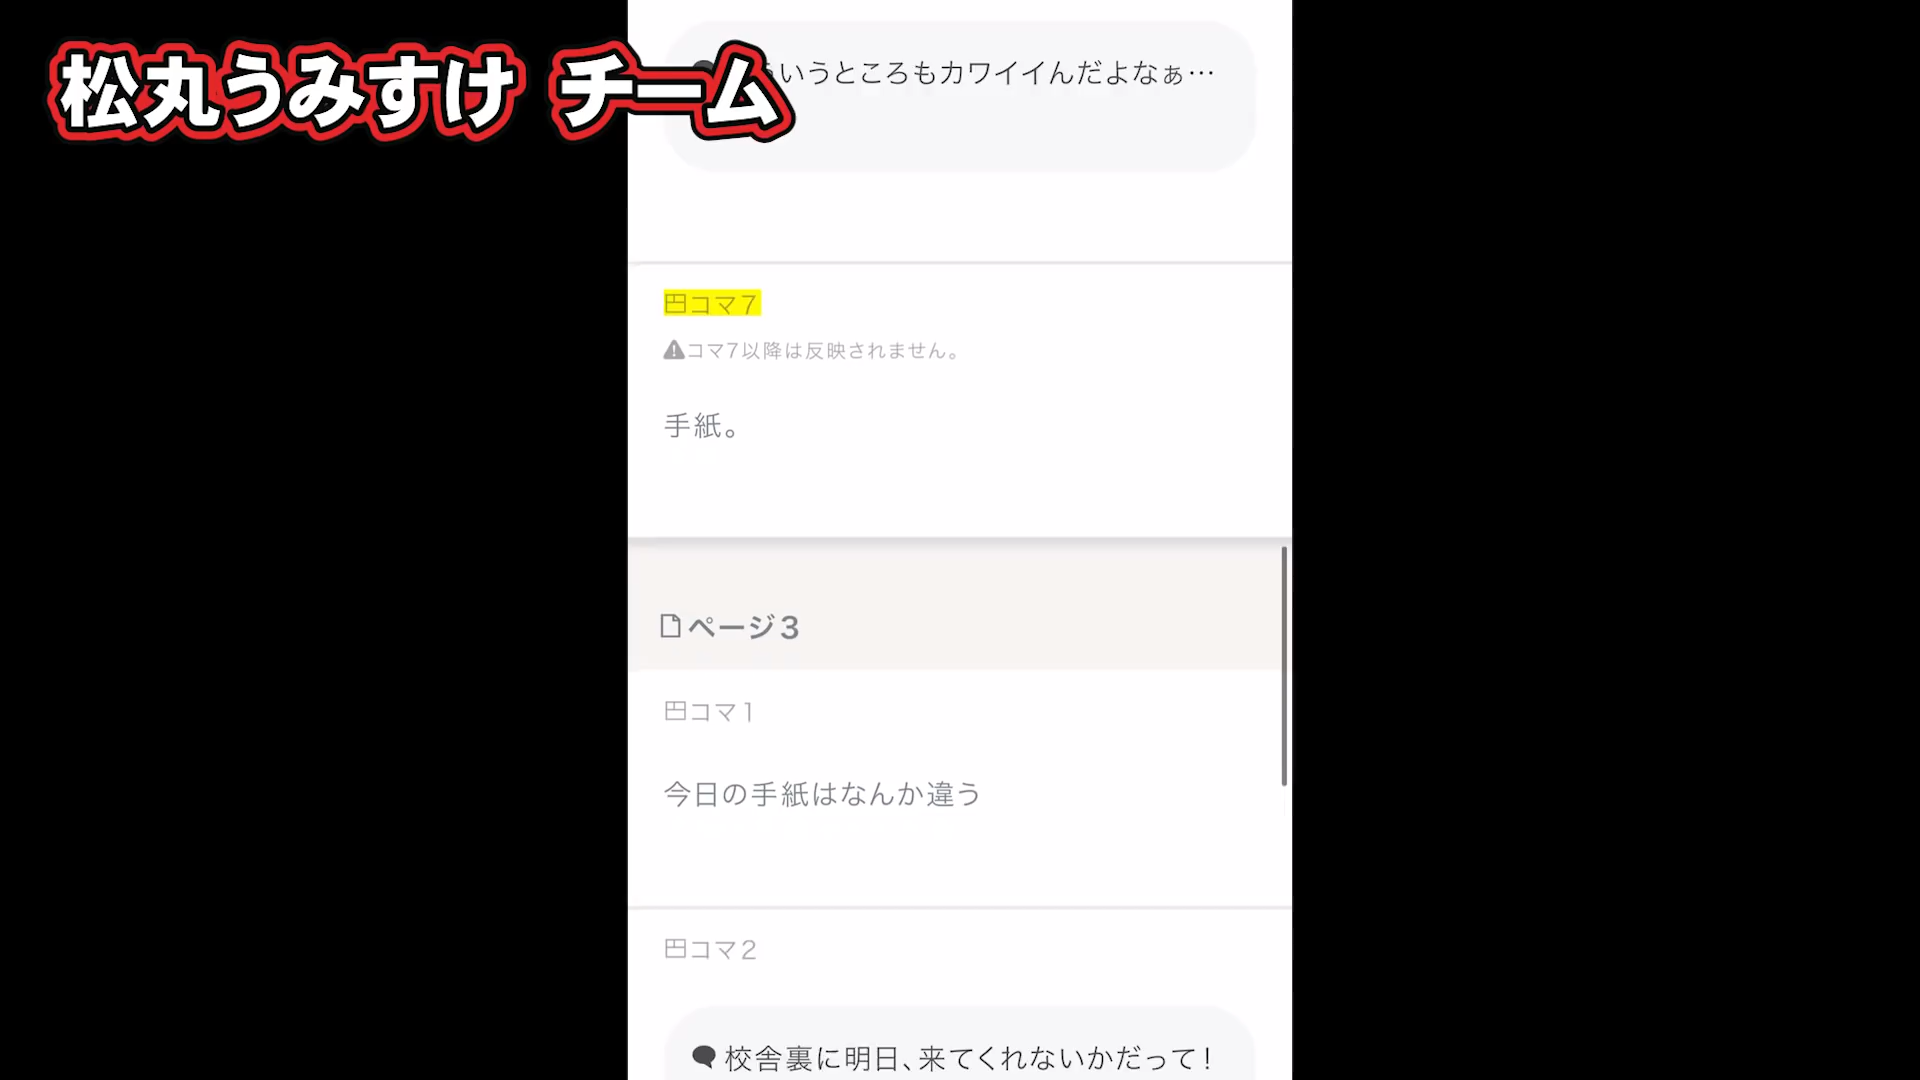 松丸うみすけ チーム
いうところもカワイイんだよなぁ…
コマ7
コマ7以降は反映されません。
手紙。
ページ3
コマ1
今日の手紙はなんか違う
コマ2
校舎裏に明日、来てくれないかだって!